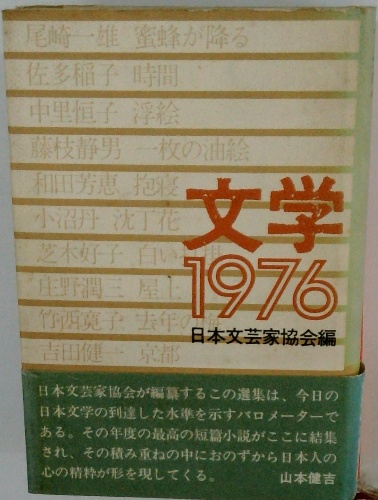 尾崎一雄 蜜蜂が降る
佐多稲子 時間
中里恒子 浮絵
藤枝静男 一枚の油絵
和田芳恵 抱寝
小沼丹 沈丁花
芝木好子 白い
庄野潤三 屋上
竹西寛子 去年の
吉田健一 京都
文学
1976
日本文芸家協会編
日本文芸家協会が編纂するこの選集は、今日の
日本文学の到達した水準を示すバロメーターで
ある。その年度の最高の短篇小説がここに結集
され、その積み重ねの中におのずから日本人の
心の精粋が形を現してくる。 山本健吉